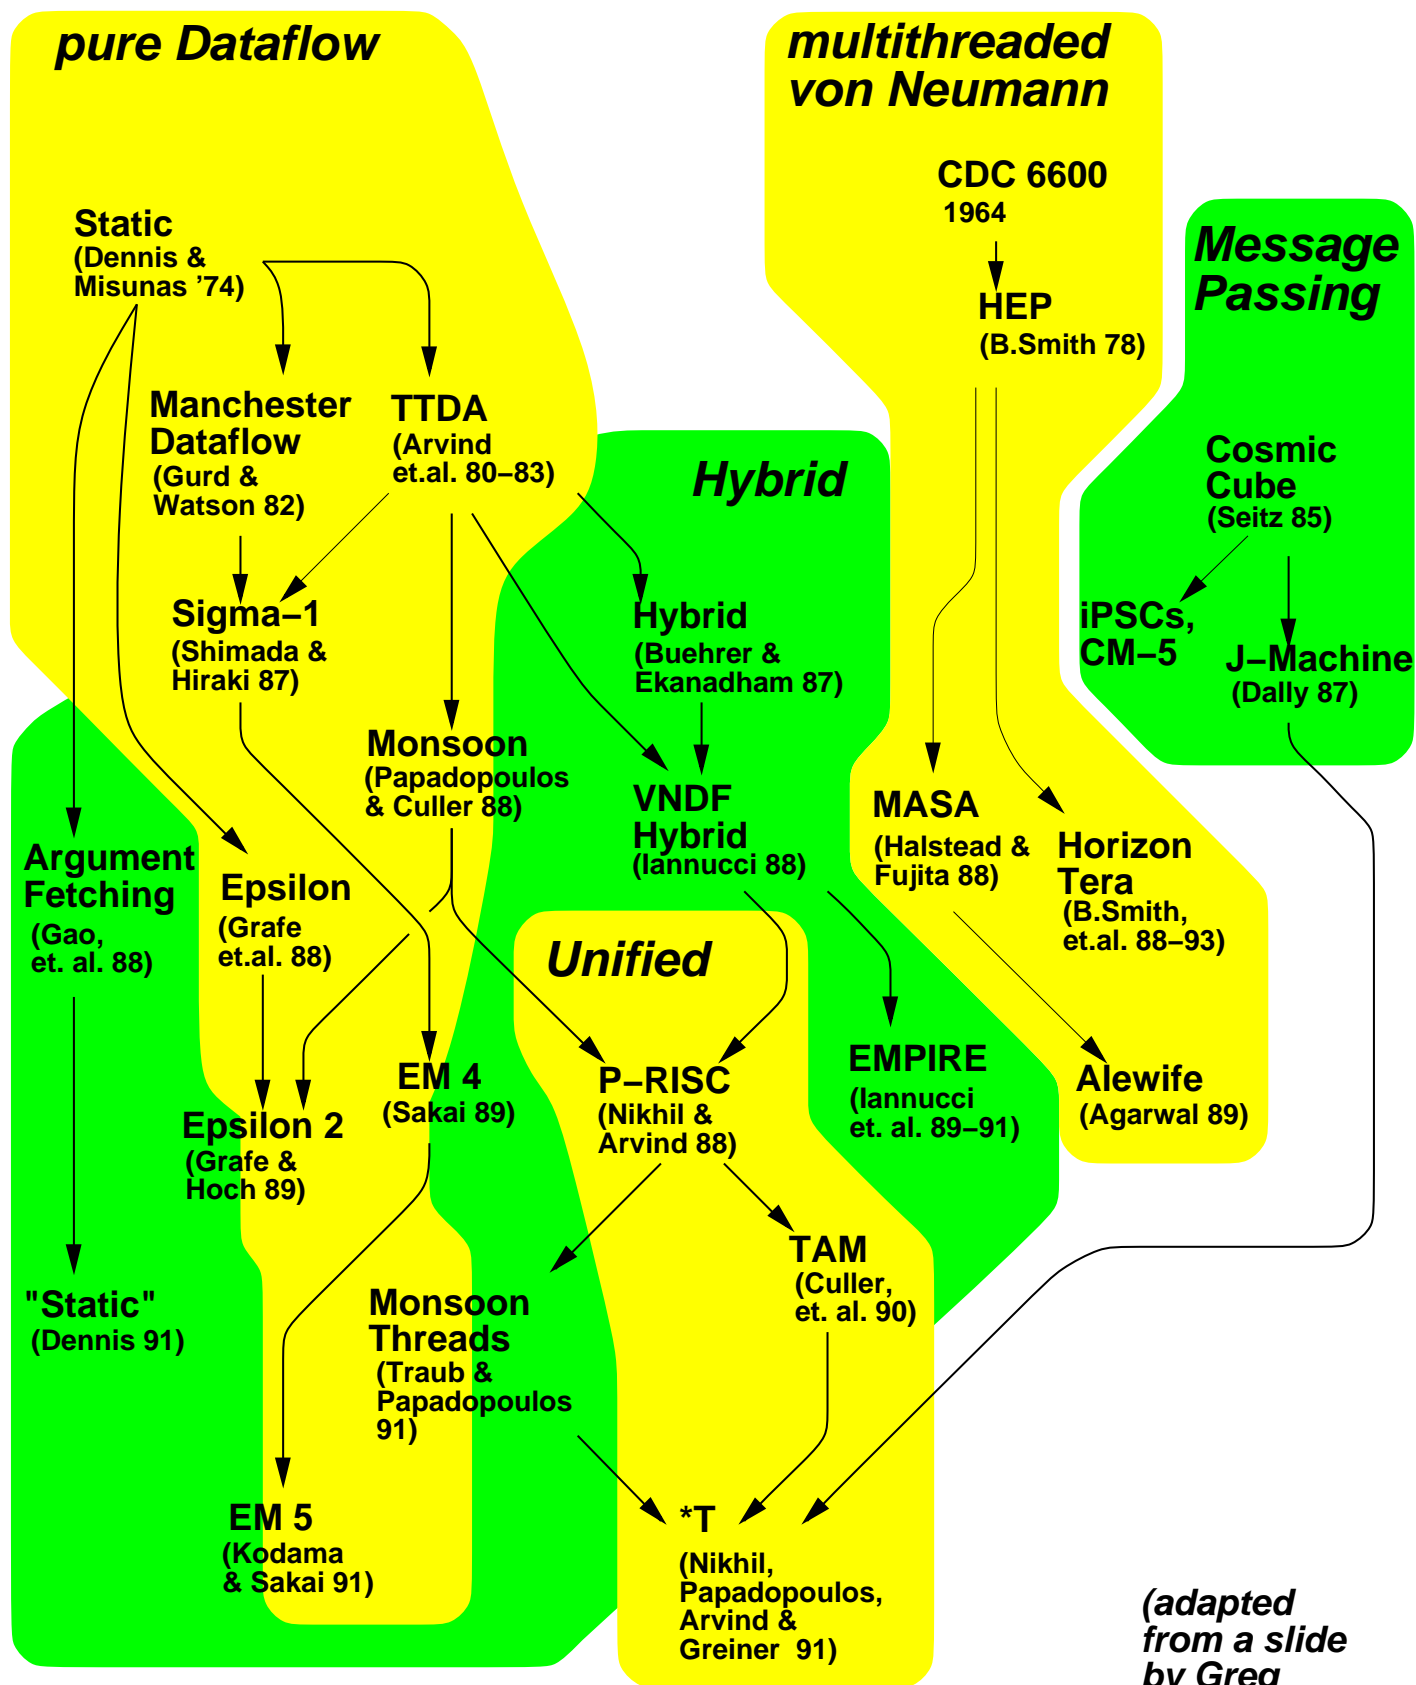 pure Dataflow
multithreaded
von Neumann
CDC 6600
1964
Static
(Dennis &
Misunas ’74)
Message
Passing
HEP
(B.Smith 78)
Manchester
Dataflow
(Gurd &
Watson 82)
TTDA
(Arvind
et.al. 80–83)
Hybrid
Cosmic
Cube
(Seitz 85)
Sigma–1
(Shimada &
Hiraki 87)
Hybrid
(Buehrer &
Ekanadham 87)
iPSCs,
CM–5
J–Machine
(Dally 87)
Monsoon
(Papadopoulos
& Culler 88)
VNDF
Hybrid
(Iannucci 88)
MASA
(Halstead &
Fujita 88)
Horizon
Tera
(B.Smith,
et.al. 88–93)
Argument
Fetching
(Gao,
et. al. 88)
Epsilon
(Grafe
et.al. 88)
Unified
EM 4
(Sakai 89)
P–RISC
(Nikhil &
Arvind 88)
EMPIRE
(Iannucci
et. al. 89–91)
Alewife
(Agarwal 89)
Epsilon 2
(Grafe &
Hoch 89)
TAM
(Culler,
et. al. 90)
"Static"
(Dennis 91)
Monsoon
Threads
(Traub &
Papadopoulos
91)
EM 5
(Kodama
& Sakai 91)
*T
(Nikhil,
Papadopoulos,
Arvind &
Greiner 91)
(adapted
from a slide
by Greg